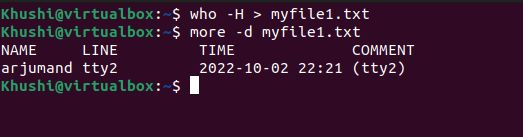 Khushi@virtualbox:~$ who -H > myfile1.txt
Khushi@virtualbox:~$ more -d myfile1.txt
NAME     LINE         TIME             COMMENT
arjumand tty2         2022-10-02 22:21 (tty2)
Khushi@virtualbox:~$